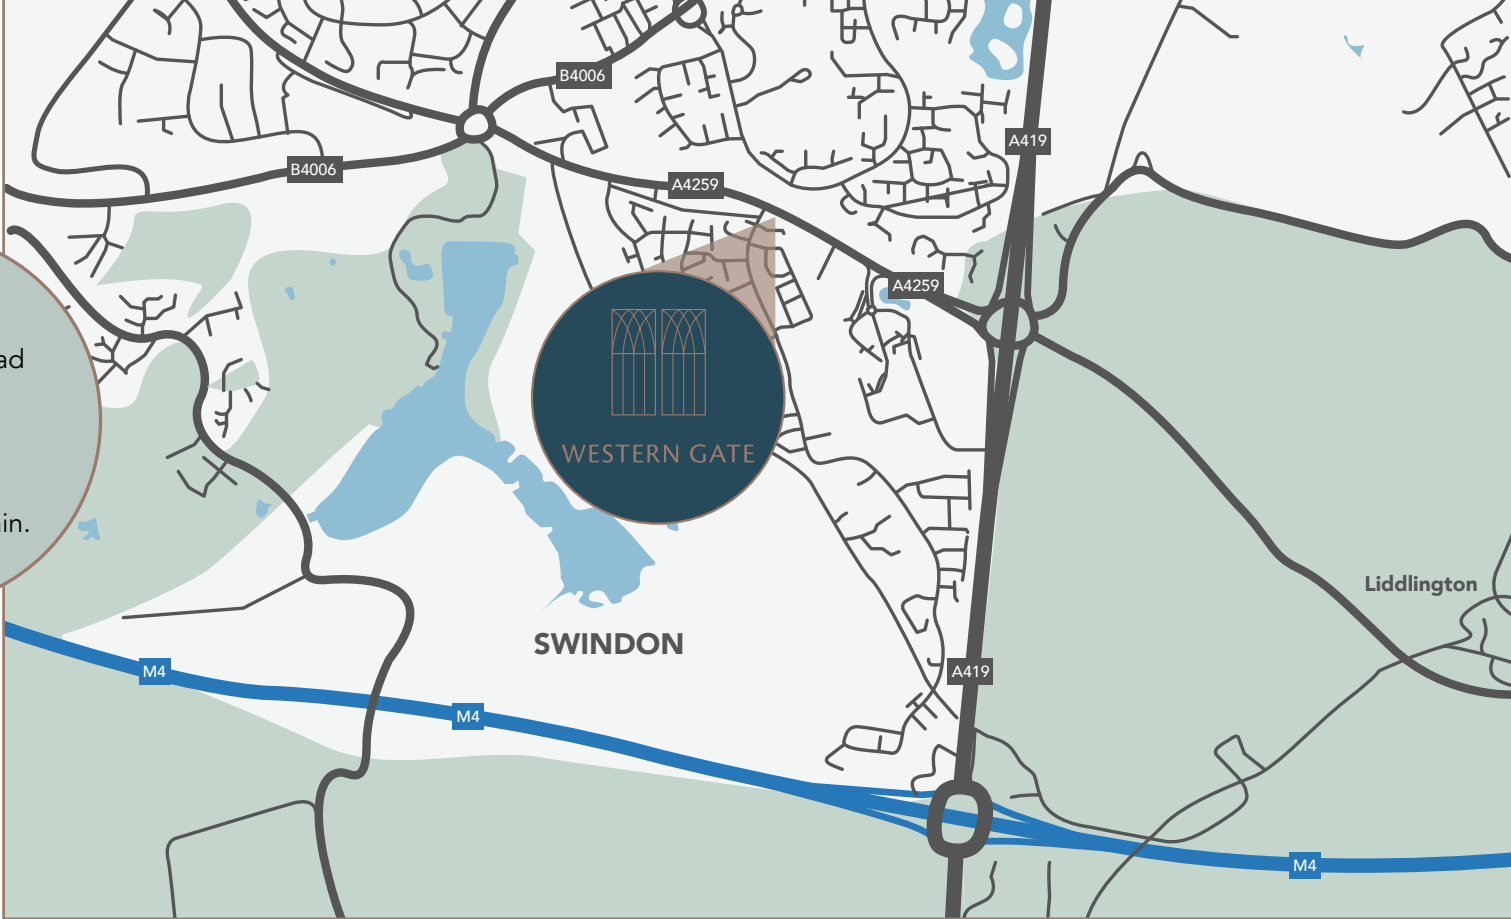 B4006
A419
B4006
A4259
A4259
WESTERN GATE
Liddlington
SWINDON
M4
A419
M4
M4